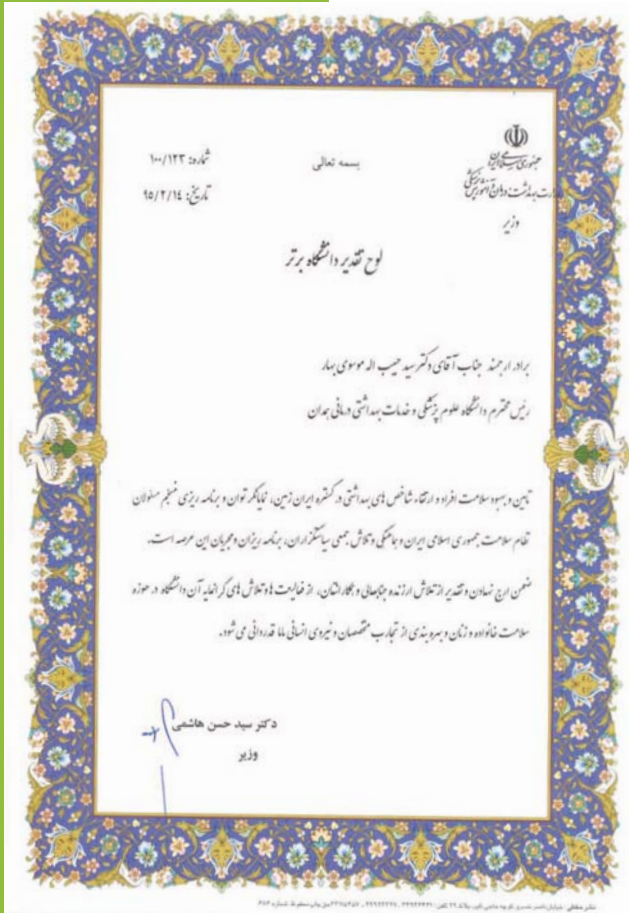 بسمه تعالی
جمهوری اسلامی ایران
وزارت بهداشت، درمان و آموزش پزشکی
وزیر
شماره: ۱۰۰/۱۲۳
تاریخ: ۹۵/۲/۱۴
لوح تقدیر دانشگاه برتر
برادر ارجمند جناب آقای دکتر سید حبیب اله موسوی بهار
رئیس محترم دانشگاه علوم پزشکی و خدمات بهداشتی درمانی همدان
تامین و بهبود سلامت افراد و ارتقاء شاخص های بهداشتی در گستره ایران زمین، نمایانگر توان و برنامه ریزی منسجم مسئولان
نظام سلامت جمهوری اسلامی ایران و هماهنگی و تلاش جمعی سیاستگزاران، برنامه ریزان و مجریان این عرصه است.
ضمن ارج نهادن و تقدیر از تلاش ارزنده جنابعالی و همکارانتان، از فعالیت ها و تلاش های گرانمایه آن دانشگاه در حوزه
سلامت خانواده و زنان و بهره بندی از تجارب متخصصان و نیروی انسانی ماما قدردانی می شود.
دکتر سید حسن هاشمی
وزیر